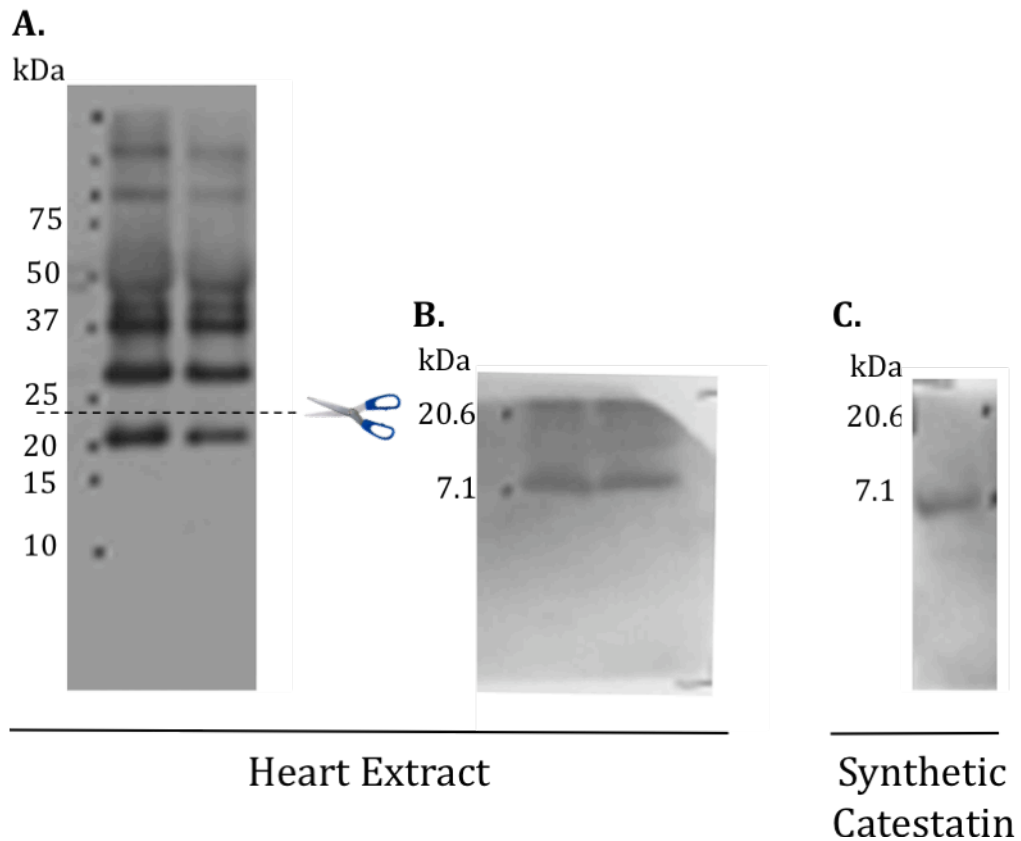 A.
kDa
75
50
37
25
20
15
10
B.
kDa
20.6
7.1
C.
kDa
20.6
7.1
Heart Extract
Synthetic
Catestatin